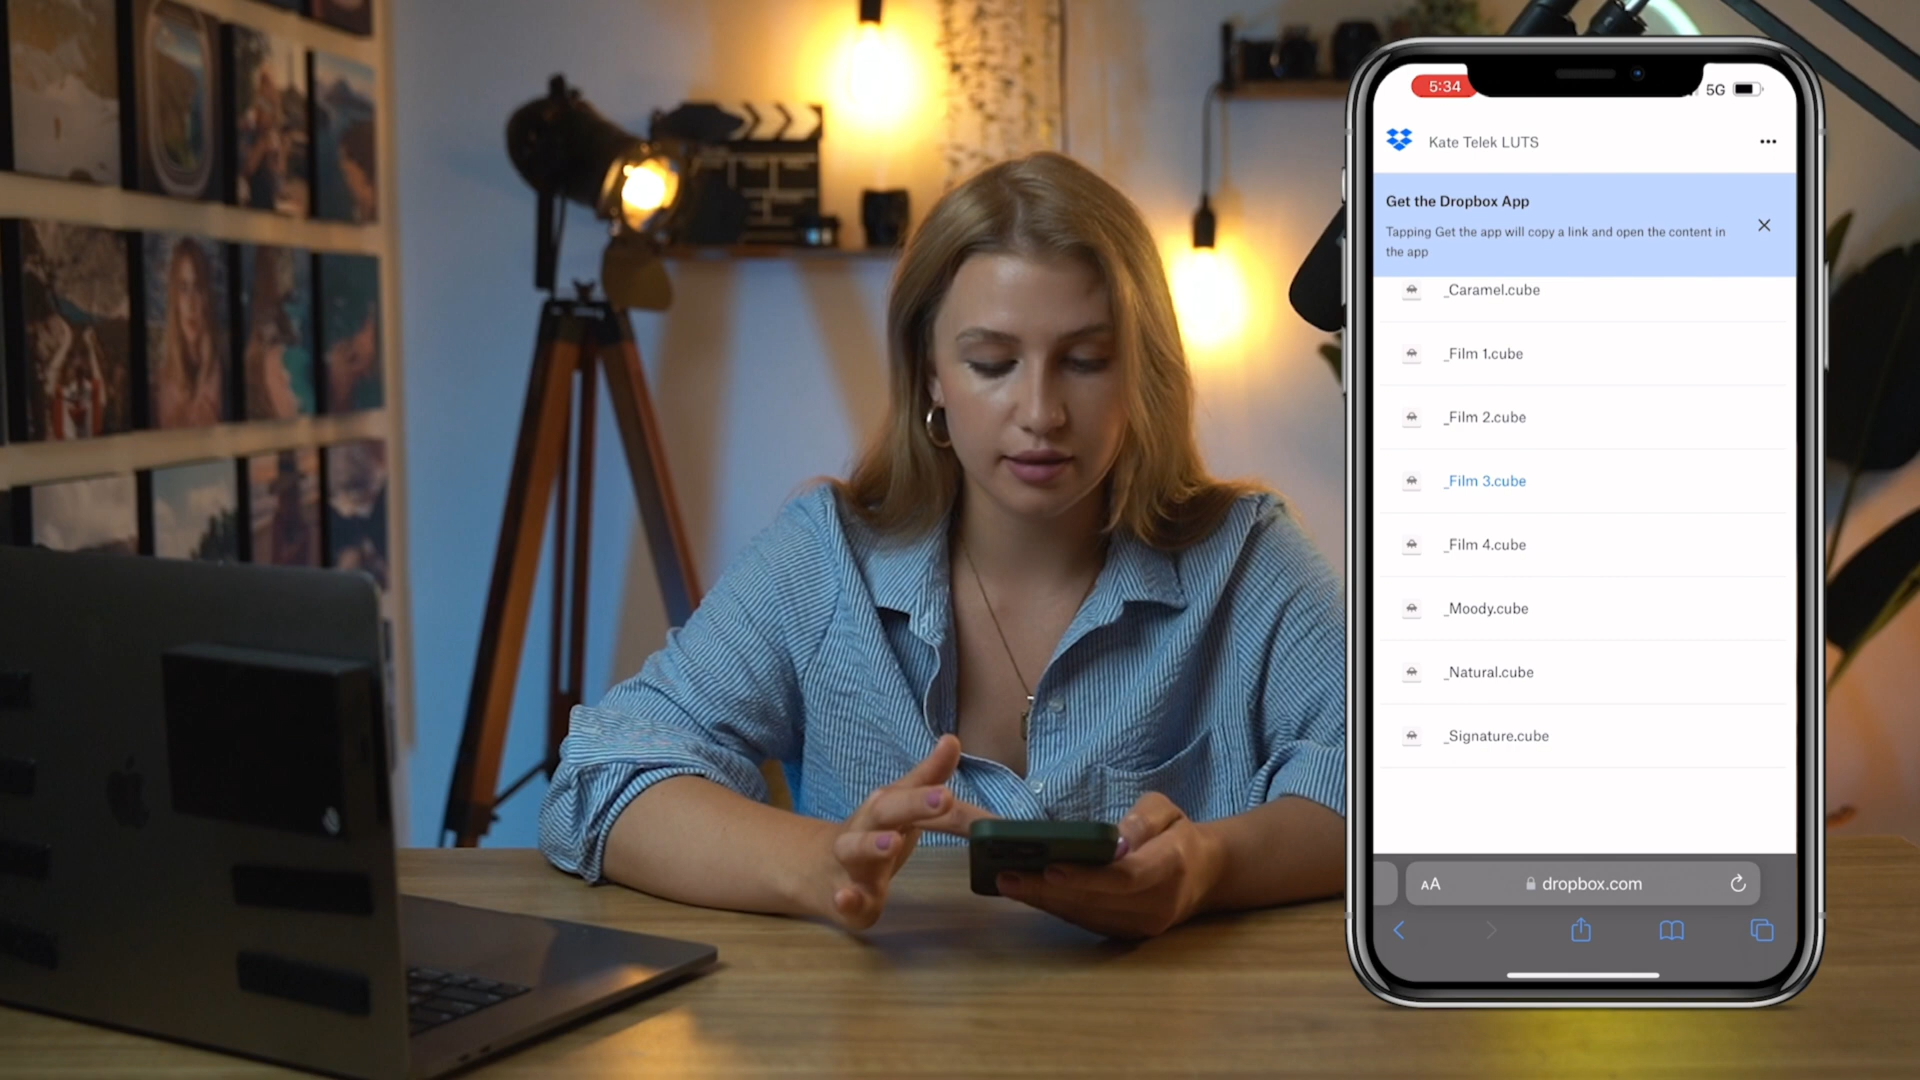 5:34
5G
Kate Telek LUTS
Get the Dropbox App
Tapping Get the app will copy a link and open the content in
the app
_Caramel.cube
_Film 1.cube
_Film 2.cube
_Film 3.cube
_Film 4.cube
_Moody.cube
_Natural.cube
_Signature.cube
AA
dropbox.com